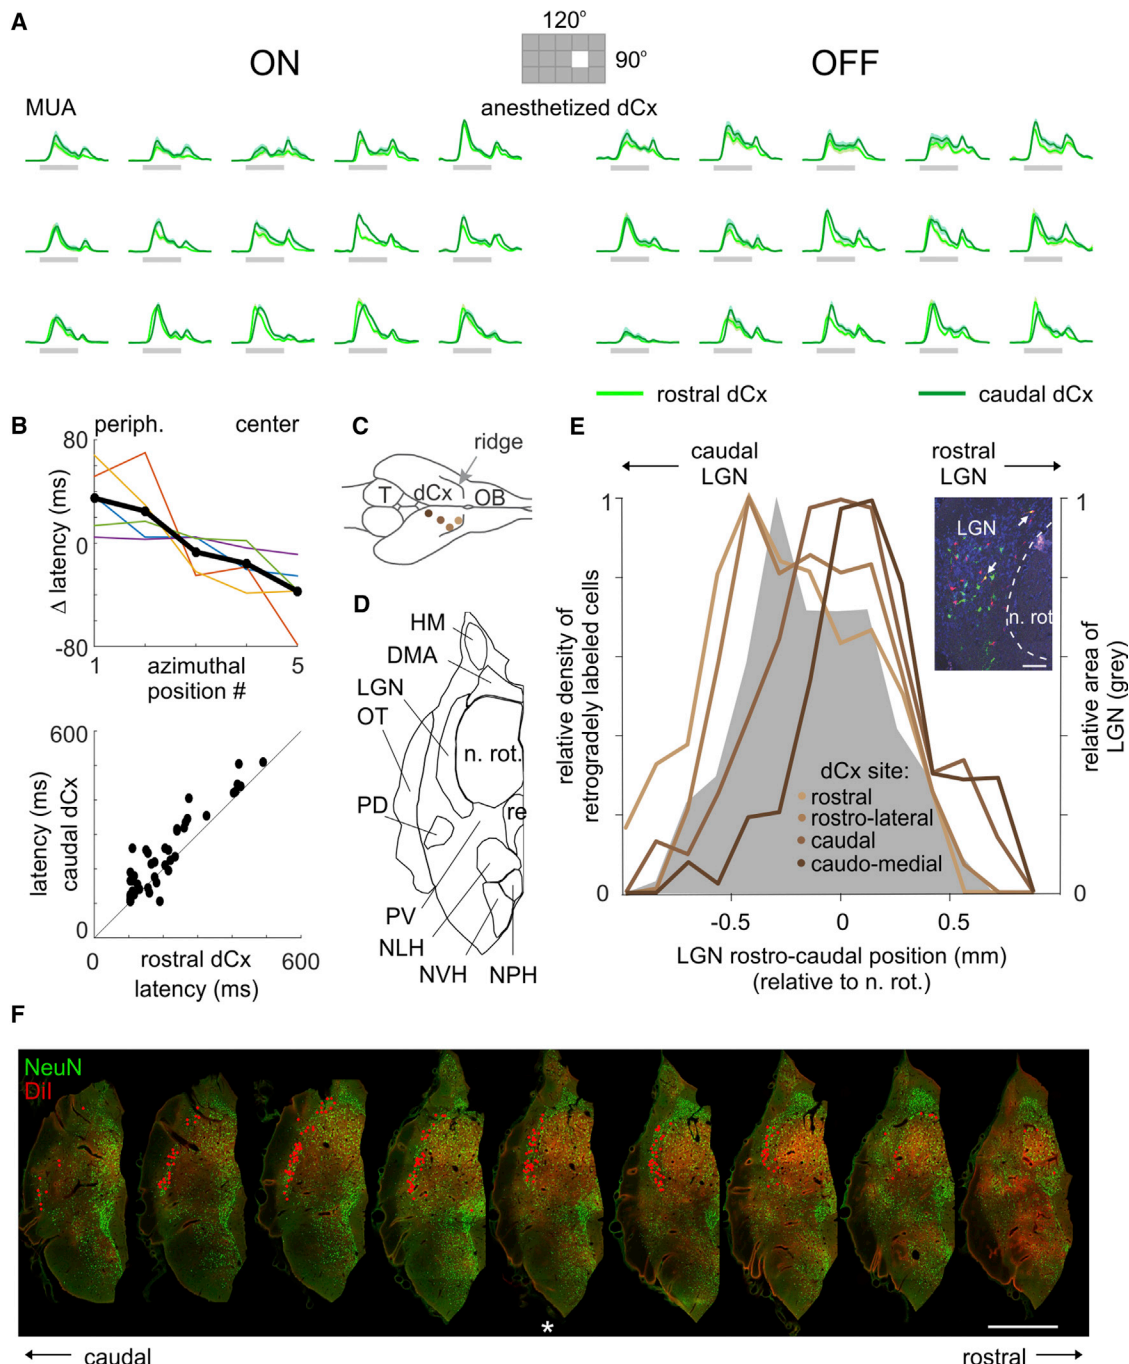 A
120°
ON
90°
OFF
MUA
anesthetized dCx
rostral dCx
caudal dCx
B
periph.
center
80
0
-80
Δ latency (ms)
1
5
azimuthal
position #
600
0
latency (ms)
caudal dCx
0
600
rostral dCx
latency (ms)
C
ridge
T
dCx
OB
D
HM
DMA
LGN
OT
n. rot.
PD
re
PV
NLH
NVH
NPH
E
caudal
LGN
rostral
LGN
1
0
relative density of
retrogradely labeled cells
LGN
n. rot
1
0
relative area of
LGN (grey)
dCx site:
rostral
rostro-lateral
caudal
caudo-medial
-0.5
0
0.5
LGN rostro-caudal position (mm)
(relative to n. rot.)
F
NeuN
DiI
*
caudal
rostral